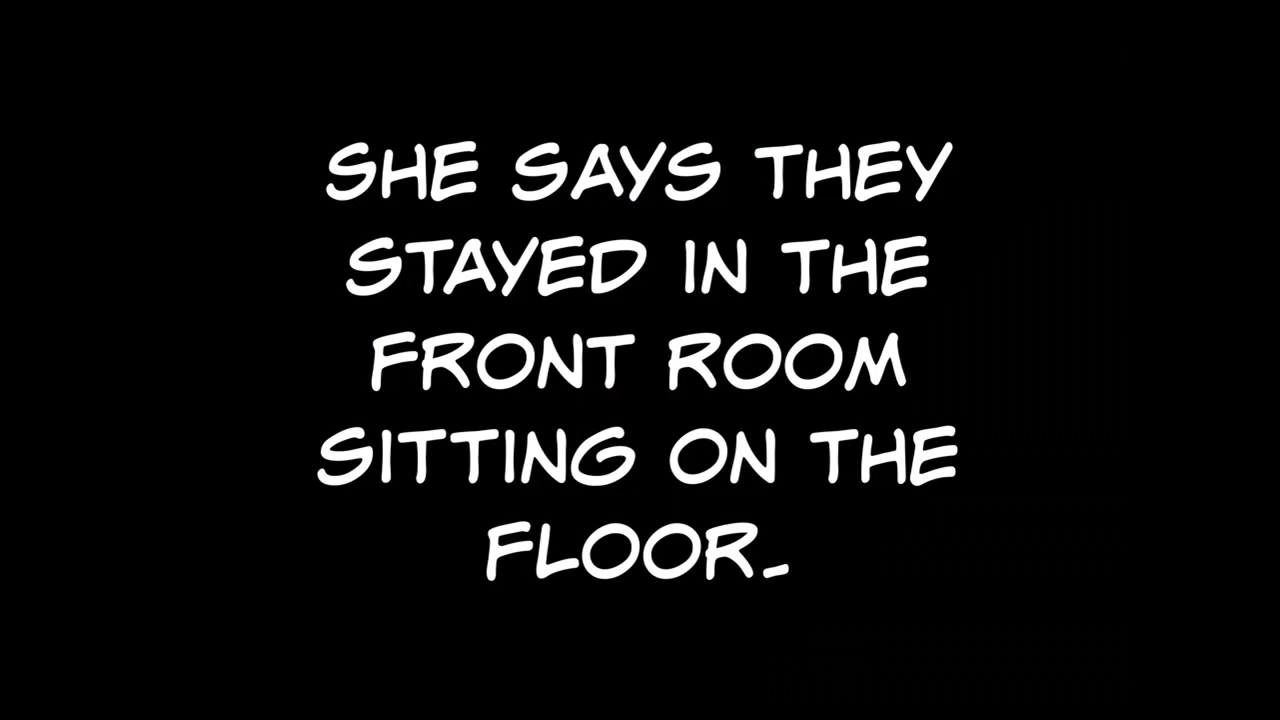 SHE SAYS THEY
STAYED IN THE
FRONT ROOM
SITTING ON THE
FLOOR.